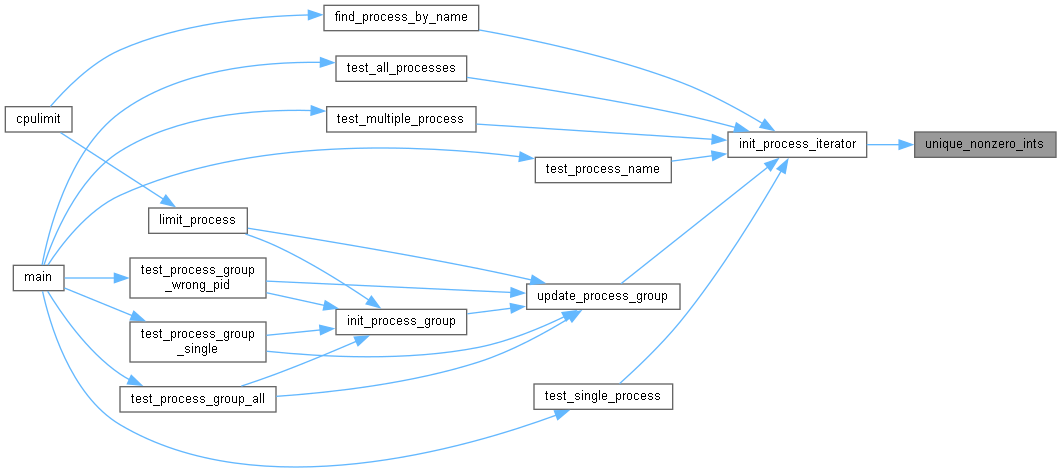 find_process_by_name
test_all_processes
cpulimit
test_multiple_process
init_process_iterator
unique_nonzero_ints
test_process_name
limit_process
main
test_process_group
_wrong_pid
update_process_group
init_process_group
test_process_group
_single
test_process_group_all
test_single_process